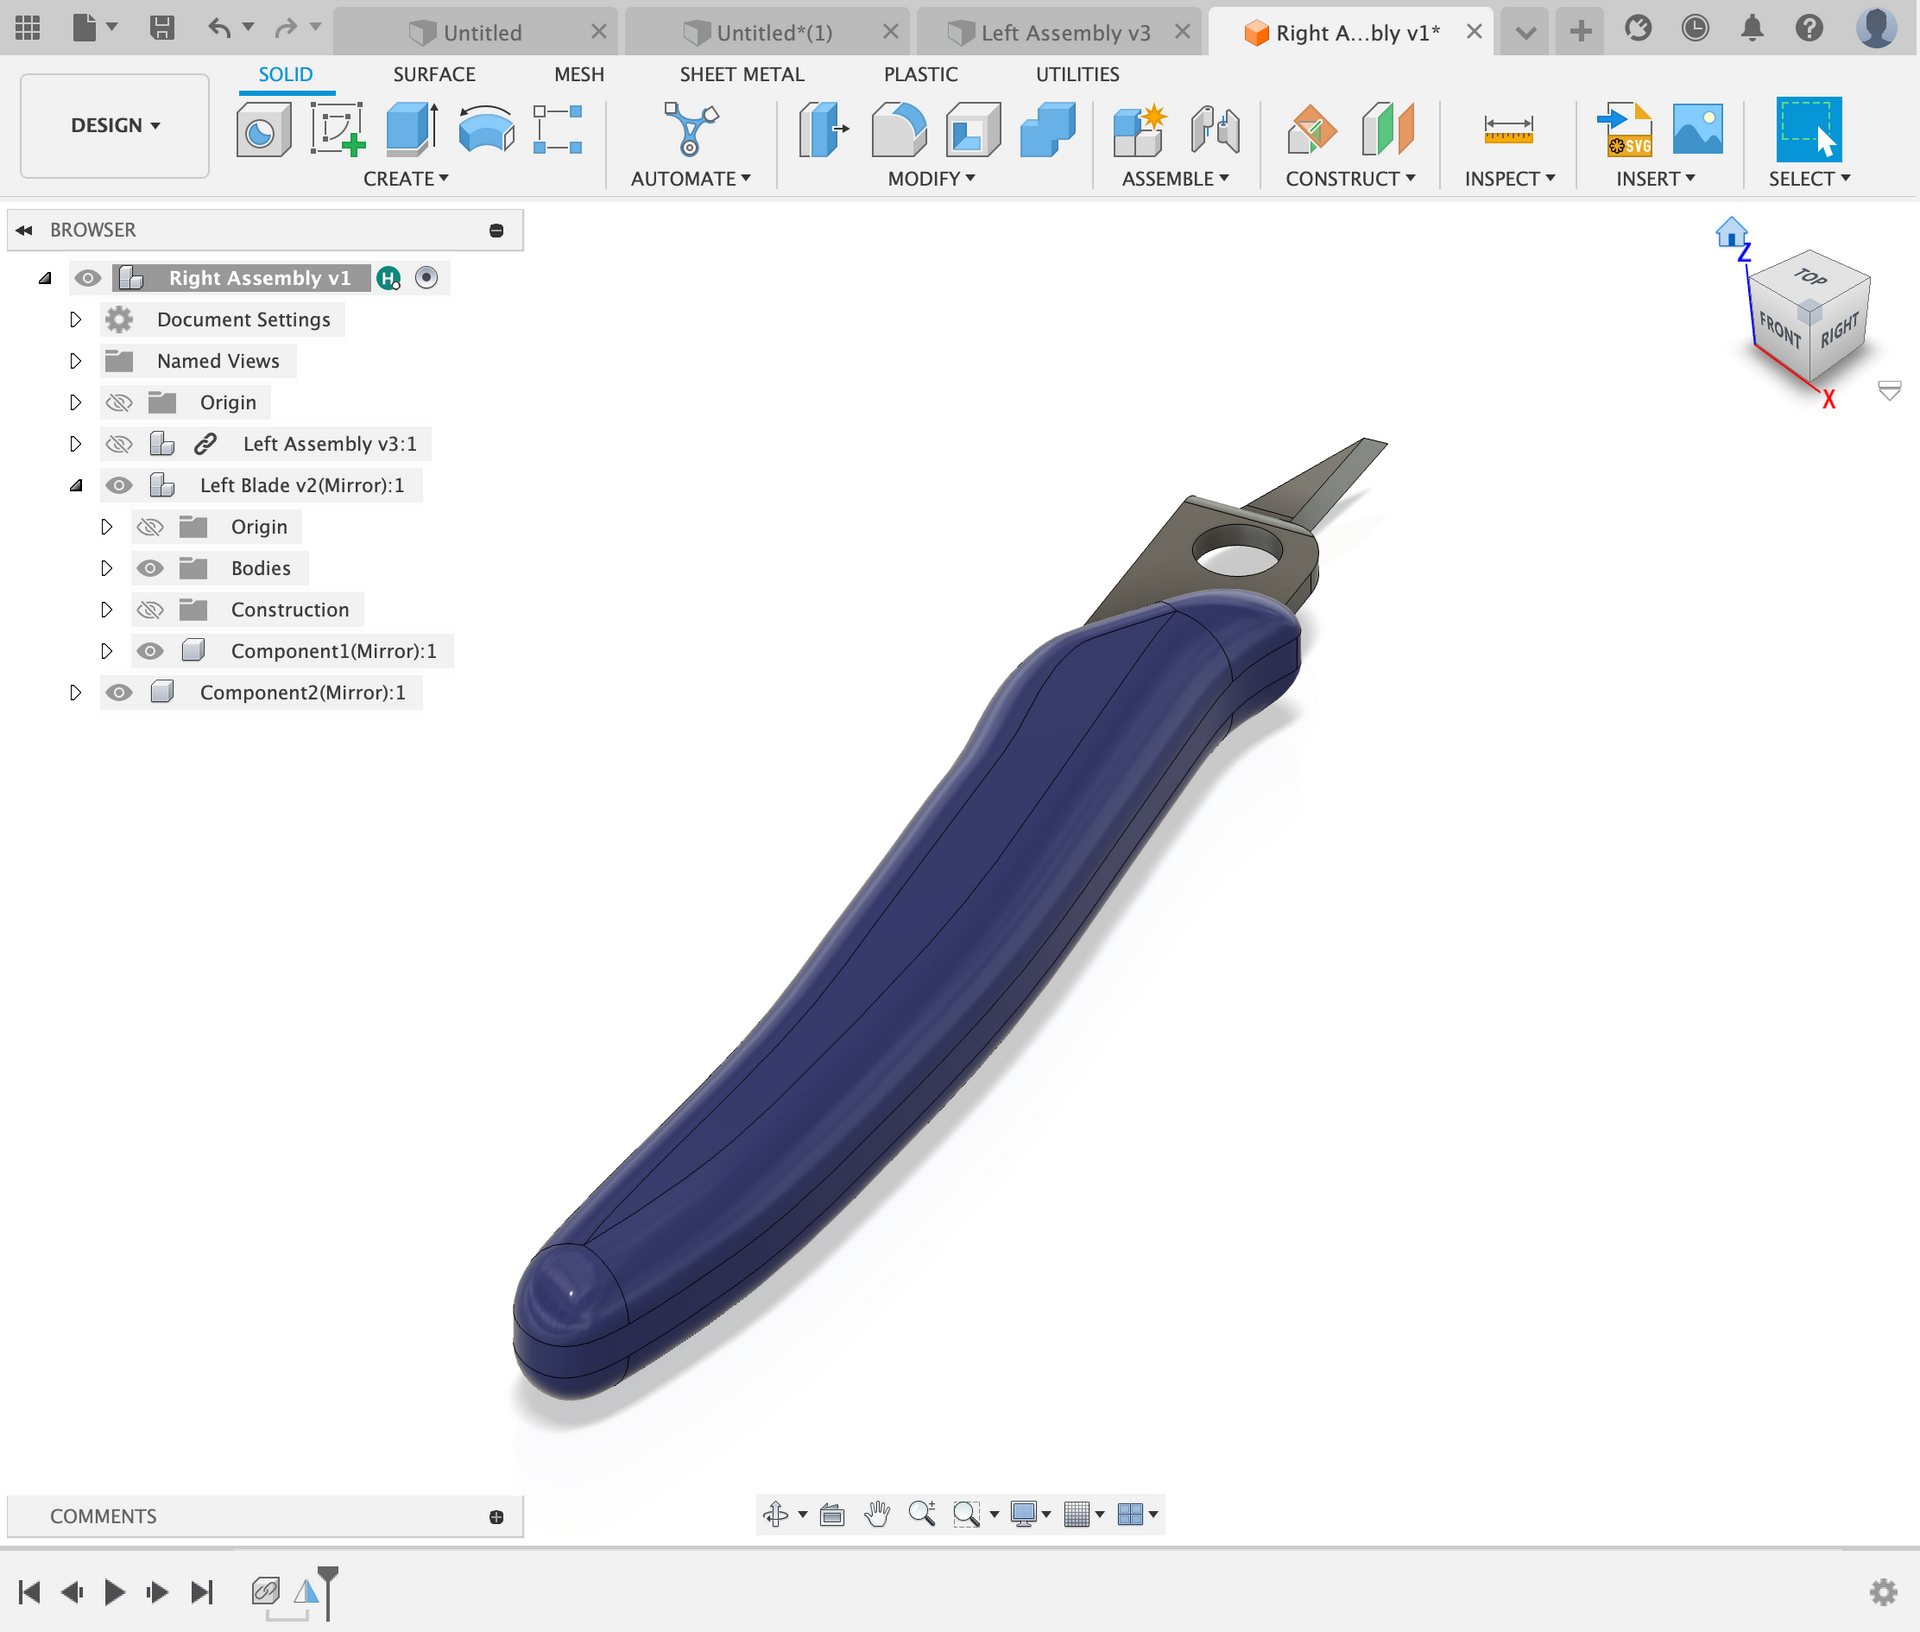 Untitled
Untitled*(1)
Left Assembly v3
Right A...bly v1*
DESIGN
SOLID
SURFACE
MESH
SHEET METAL
PLASTIC
UTILITIES
SVG
CREATE
AUTOMATE
MODIFY
ASSEMBLE
CONSTRUCT
INSPECT
INSERT
SELECT
BROWSER
Right Assembly v1
H
Document Settings
Named Views
Origin
Left Assembly v3:1
Left Blade v2(Mirror):1
Origin
Bodies
Construction
Component1(Mirror):1
Component2(Mirror):1
Z
TOP
FRONT
RIGHT
X
COMMENTS